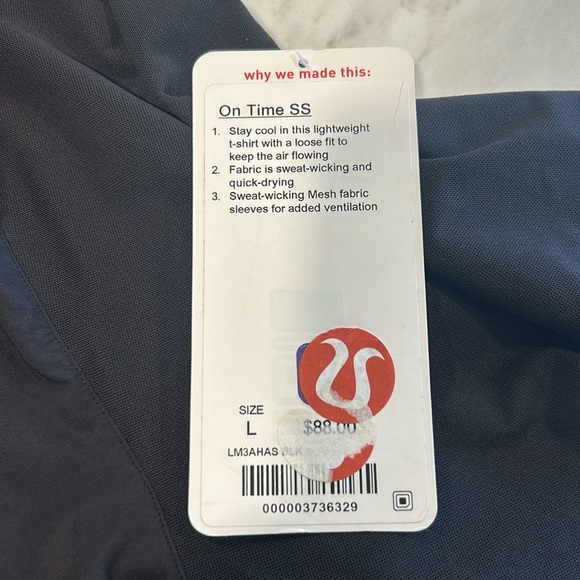 why we made this:
On Time SS
1. Stay cool in this lightweight
t-shirt with a loose fit to
keep the air flowing
2. Fabric is sweat-wicking and
quick-drying
3. Sweat-wicking Mesh fabric
sleeves for added ventilation
SIZE
L $88.00
LM3AHAS BLK
000003736329